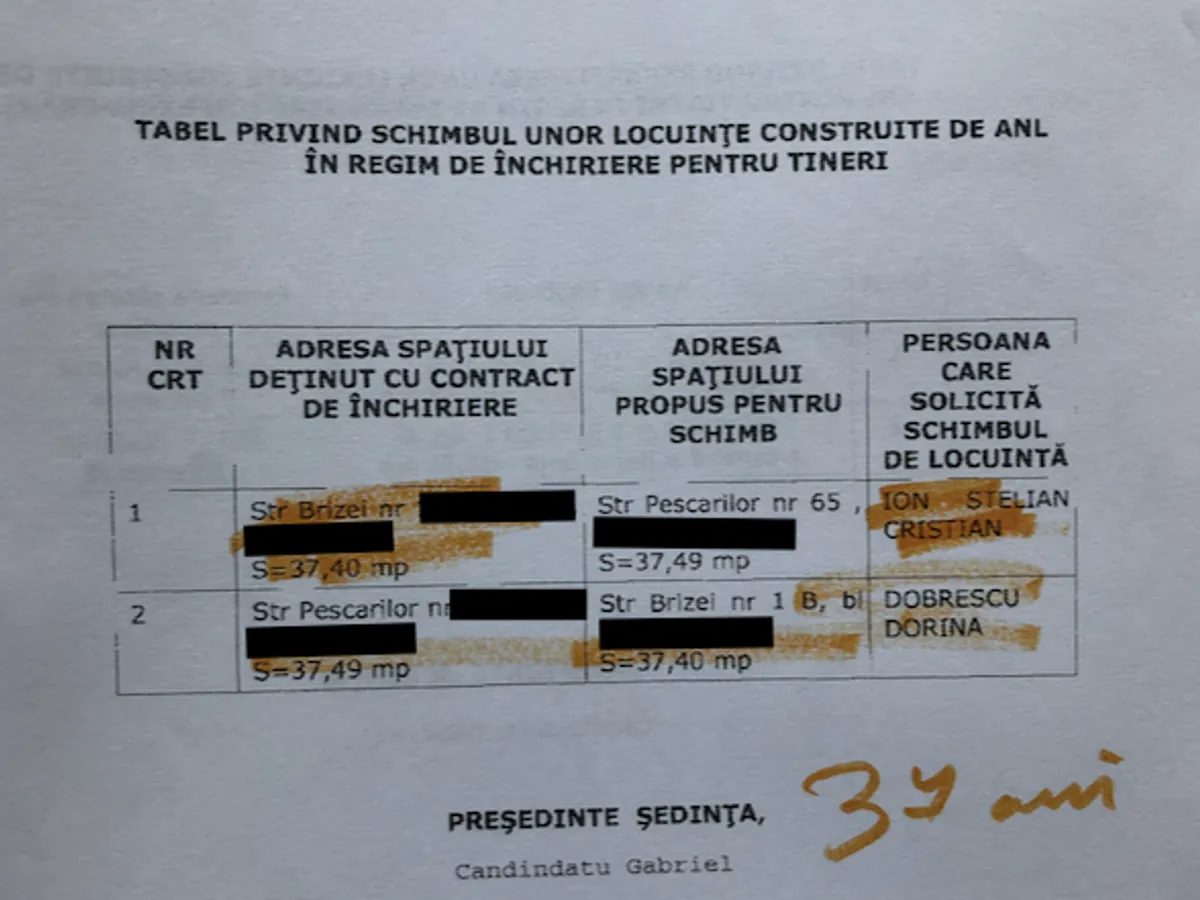 TABEL PRIVIND SCHIMBUL UNOR LOCUINŢE CONSTRUITE DE ANL
ÎN REGIM DE ÎNCHIRIERE PENTRU TINERI
NR
CRT
ADRESA SPAŢIULUI
DEŢINUT CU CONTRACT
DE ÎNCHIRIERE
ADRESA
SPAŢIULUI
PROPUS PENTRU
SCHIMB
PERSOANA
CARE
SOLICITĂ
SCHIMBUL
DE LOCUINTĂ
1
Str Brizei nr
S=37,40 mp
Str Pescarilor nr 65 ,
S=37,49 mp
ION STELIAN
CRISTIAN
2
Str Pescarilor nr
S=37,49 mp
Str Brizei nr 1 B, bl
S=37,40 mp
DOBRESCU
DORINA
PREŞEDINTE ŞEDINŢA,
Candindatu Gabriel
ani